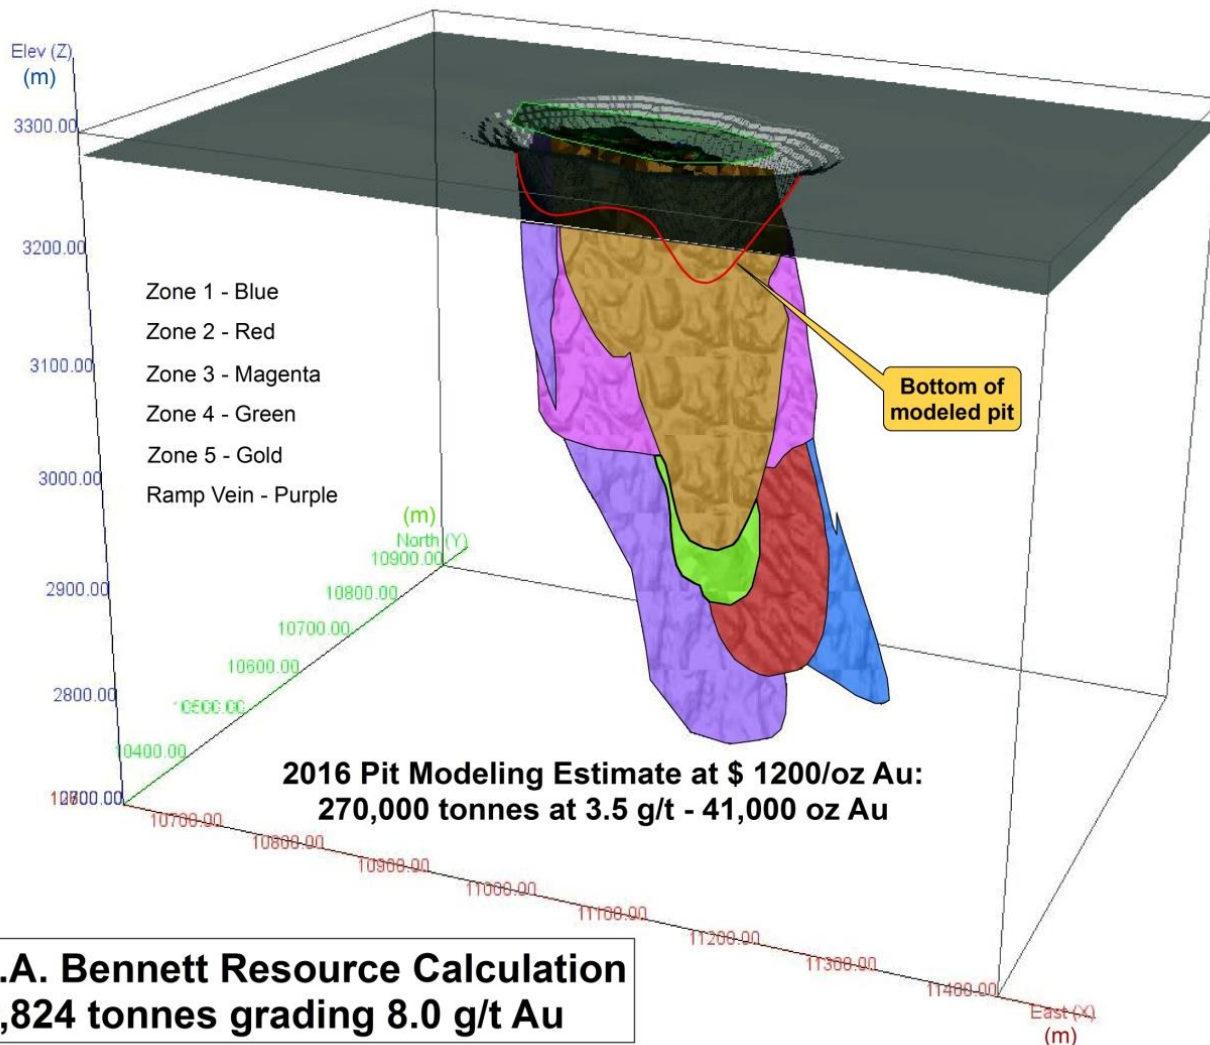 Elev (Z)
(m)
3300.00
3200.00
3100.00
3000.00
2900.00
2800.00
Zone 1 - Blue
Zone 2 - Red
Zone 3 - Magenta
Zone 4 - Green
Zone 5 - Gold
Ramp Vein - Purple
Bottom of
modeled pit
(m)
North (Y)
10900.00
10800.00
10700.00
10600.00
10500.00
10400.00
2016 Pit Modeling Estimate at $ 1200/oz Au:
270,000 tonnes at 3.5 g/t - 41,000 oz Au
10700.00
10800.00
10900.00
11000.00
11100.00
11200.00
11300.00
11400.00
East (X)
(m)
.A. Bennett Resource Calculation
,824 tonnes grading 8.0 g/t Au